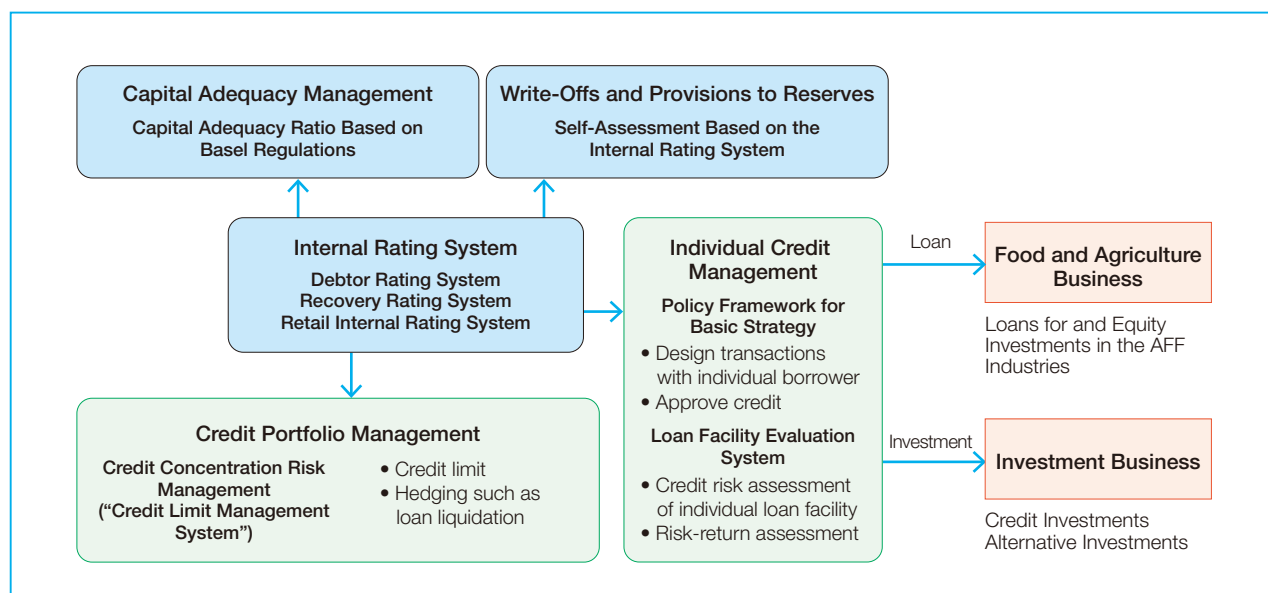 Capital Adequacy Management
Capital Adequacy Ratio Based on
Basel Regulations
Write-Offs and Provisions to Reserves
Self-Assessment Based on the
Internal Rating System
Internal Rating System
Debtor Rating System
Recovery Rating System
Retail Internal Rating System
Credit Portfolio Management
Credit Concentration Risk
Management
(“Credit Limit Management
System”)
• Credit limit
• Hedging such as
loan liquidation
Individual Credit
Management
Policy Framework for
Basic Strategy
• Design transactions
with individual borrower
• Approve credit
Loan Facility Evaluation
System
• Credit risk assessment
of individual loan facility
• Risk-return assessment
Loan
Food and Agriculture
Business
Loans for and Equity
Investments in the AFF
Industries
Investment
Investment Business
Credit Investments
Alternative Investments